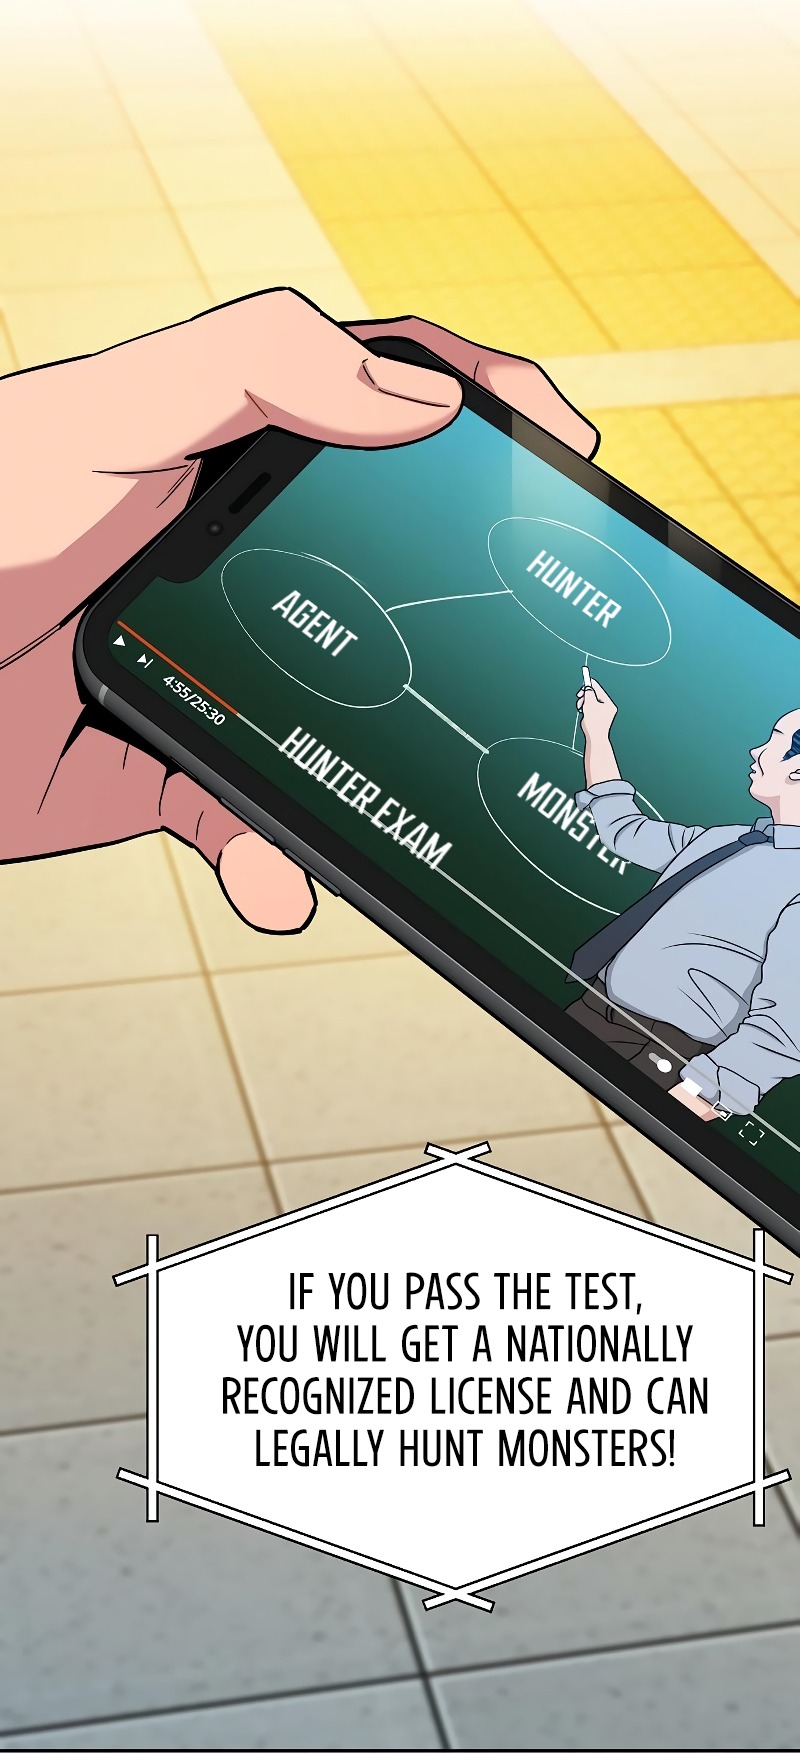 HUNTER
AGENT
4:55/25:30
MONSTER
HUNTER EXAM
IF YOU PASS THE TEST,
YOU WILL GET A NATIONALLY
RECOGNIZED LICENSE AND CAN
LEGALLY HUNT MONSTERS!